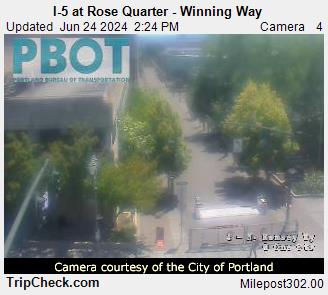 I-5 at Rose Quarter - Winning Way
Updated Jun 24 2024 2:24 PM Camera 4
PBOT
PORTLAND BUREAU OF TRANSPORTATION
Camera courtesy of the City of Portland
TripCheck.com Milepost302.00